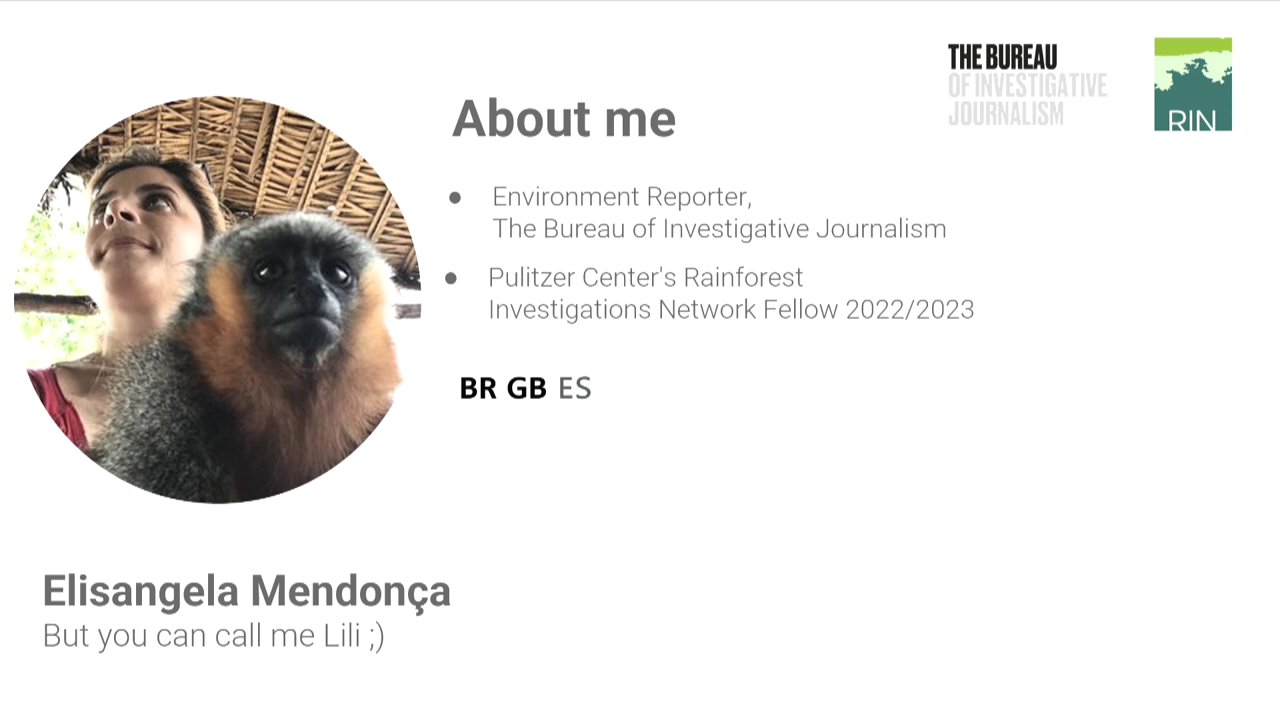 THE BUREAU
OF INVESTIGATIVE
JOURNALISM
RIN
About me
Environment Reporter,
The Bureau of Investigative Journalism
Pulitzer Center's Rainforest
Investigations Network Fellow 2022/2023
BR GB ES
Elisangela Mendonça
But you can call me Lili ;)